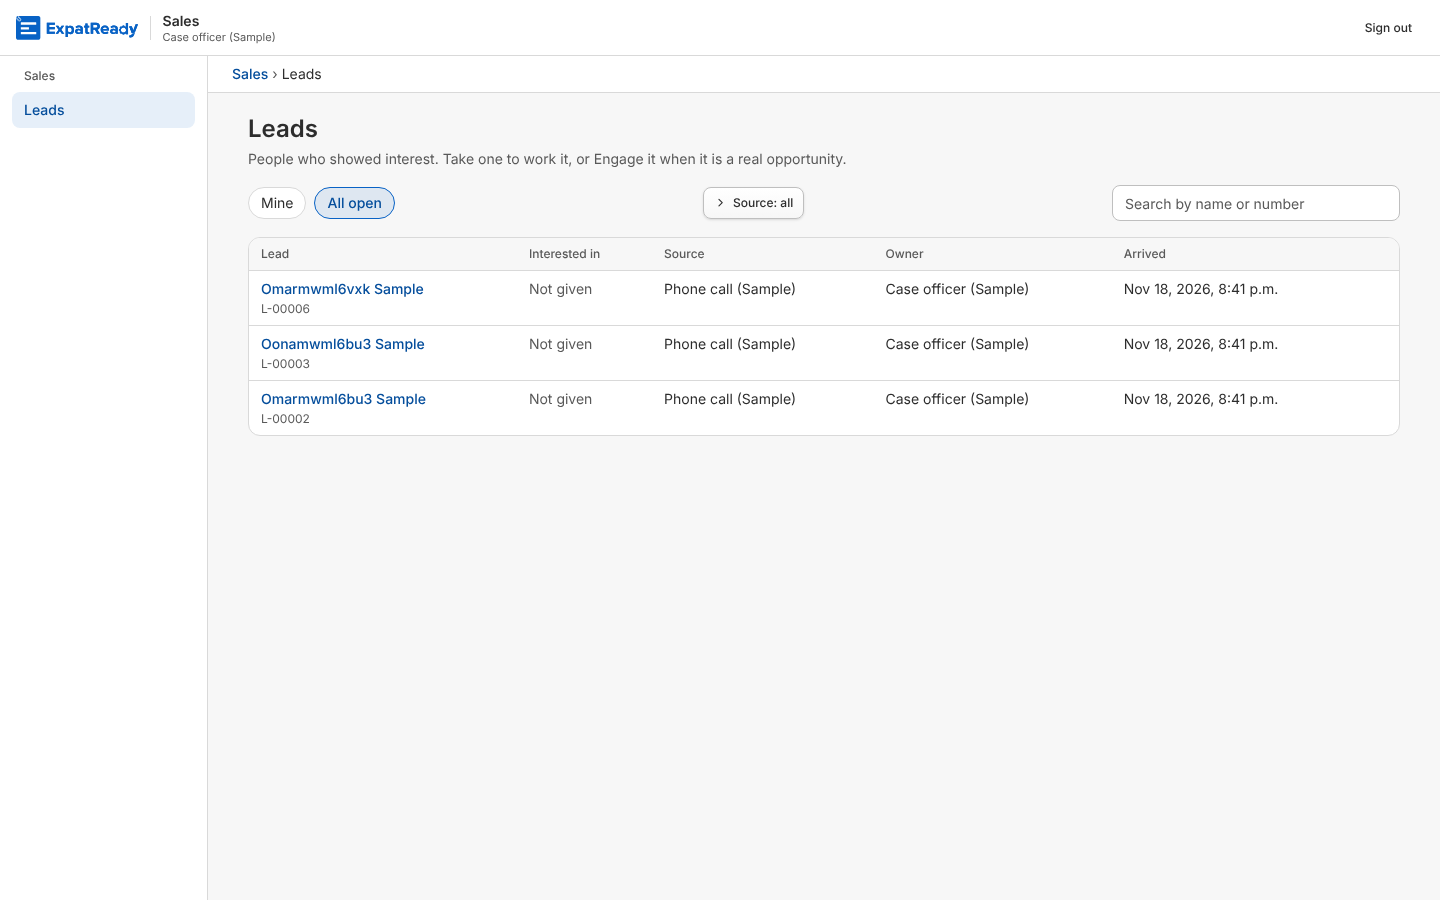 ExpatReady
Sales
Case officer (Sample)
Sign out
Sales
Leads
Sales › Leads
Leads
People who showed interest. Take one to work it, or Engage it when it is a real opportunity.
Mine
All open
Source: all
Search by name or number
Lead Interested in Source Owner Arrived
Omarmwml6vxk Sample Not given Phone call (Sample) Case officer (Sample) Nov 18, 2026, 8:41 p.m.
L-00006
Oonamwml6bu3 Sample Not given Phone call (Sample) Case officer (Sample) Nov 18, 2026, 8:41 p.m.
L-00003
Omarmwml6bu3 Sample Not given Phone call (Sample) Case officer (Sample) Nov 18, 2026, 8:41 p.m.
L-00002